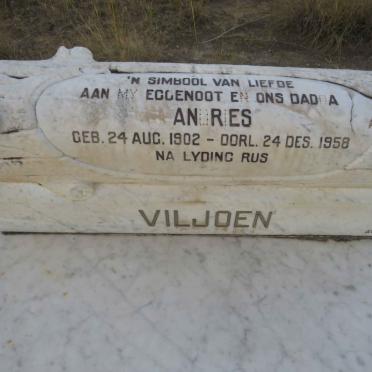 'N SIMBOOL VAN LIEFDE
AAN MY EGGENOOT EN ONS DADDA
ANDRIES
GEB. 24 AUG. 1902 - OORL. 24 DES. 1958
NA LYDING RUS
VILJOEN